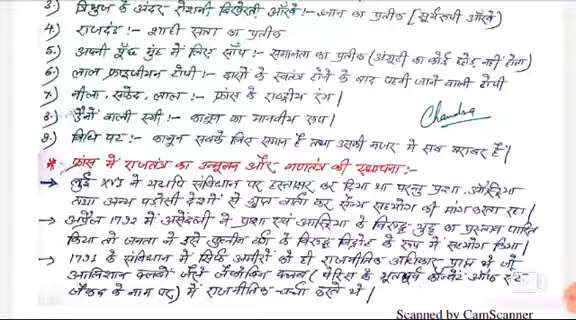 3.) त्रिभुज के अंदर रोशनी बिखेरती आँखें :- ज्ञान का प्रतीक [सूर्यरूपी आँखें]
4.) राजदंड :- शाही सत्ता का प्रतीक
5.) अपनी पूँछ मुंह में लिए साँप :- समानता का प्रतीक (अंगूठी का कोई छोर नहीं होता)
6.) लाल फ्राइजियन टोपी :- दासों के स्वतंत्र होने के बाद पहनी जाने वाली टोपी
7.) नीला, सफेद, लाल :- फ्रांस के राष्ट्रीय रंग।
8.) डैनों वाली स्त्री :- कानून का मानवीय रूप।
Chandra
9.) विधि पट :- कानून सबके लिए समान है तथा उसकी नजर में सब बराबर हैं।
* फ्रांस में राजतंत्र का उन्मूलन और गणतंत्र की स्थापना :-
→ लुई XVI ने यद्यपि संविधान पर हस्ताक्षर कर दिया था परन्तु प्रशा, ऑस्ट्रिया
तथा अन्य पड़ोसी देशों से गुप्त वार्ता कर सैन्य सहयोग की मांग करता रहा।
→ अप्रैल 1792 में असेंबली ने प्रशा एवं आस्ट्रिया के विरुद्ध युद्ध का प्रस्ताव पारित
किया तो जनता ने इसे कुलीन वर्ग के विरुद्ध विद्रोह के रूप में सहयोग किया।
→ 1791 के संविधान में सिर्फ अमीरों को ही राजनीतिक अधिकार प्राप्त थे जो
क्लबों जैसे जैकोबिन क्लब (पेरिस के भूतपूर्व कॉन्वेंट ऑफ सेंट
जैकब के नाम पर) में राजनीतिक चर्चा करते थे।
Scanned by CamScanner